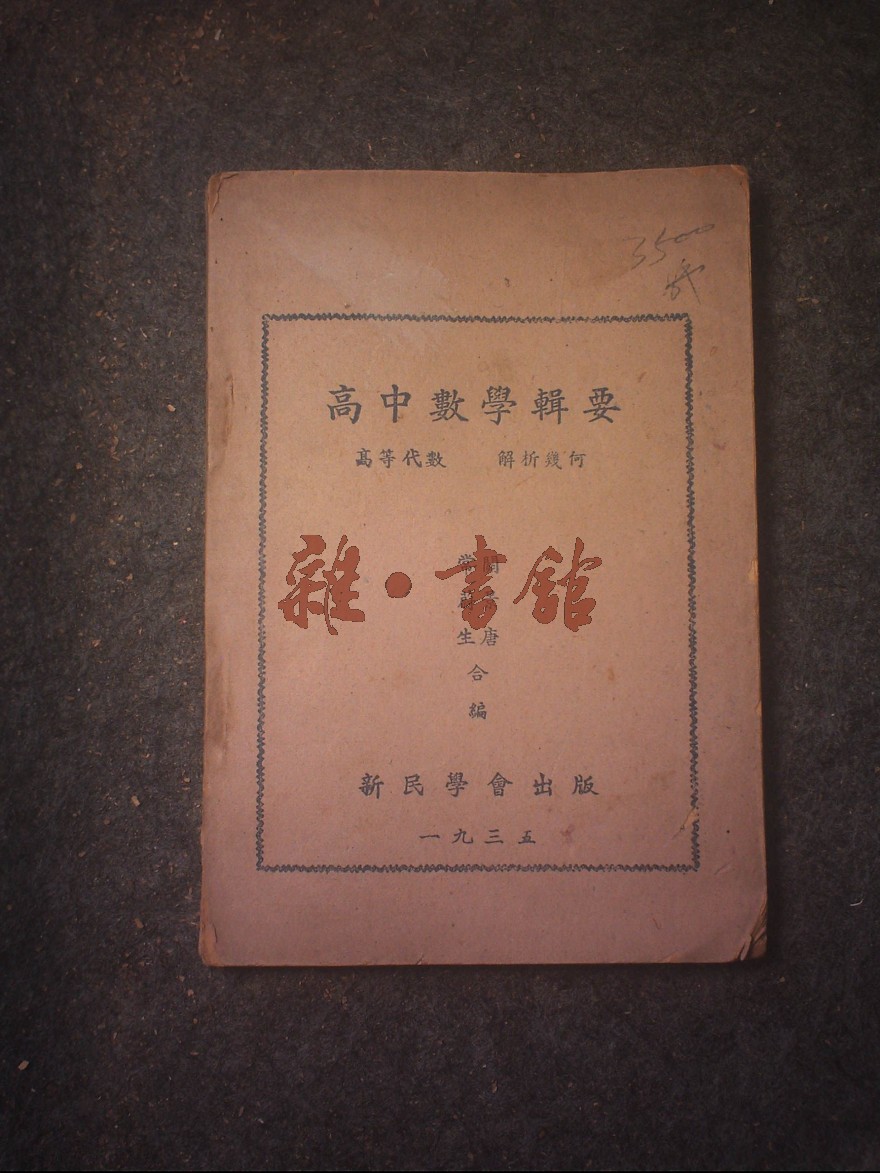 3500
高中數學輯要
高等代數 解析幾何
雜·書館
蘭
唐
生
合
編
新民學會出版
一九三五